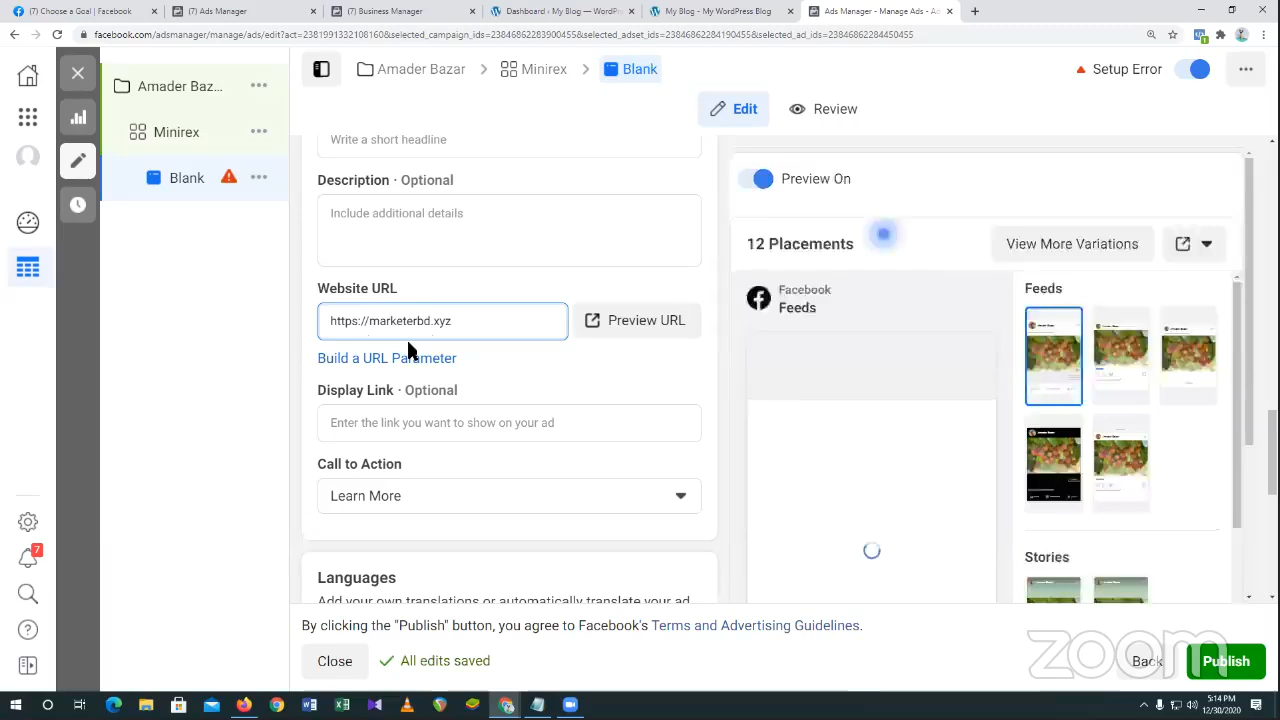 (7) Choose a Goal | Facebook
(7) Ads Manager
(7) Business Manager
Dashboard ‹ My Blog — WordPr
My Blog – My WordPress Blog
Ads Manager - Manage Ads - Ad
facebook.com/adsmanager/manage/ads/edit?act=238199133210816&selected_campaign_ids=23846862283900455&selected_adset_ids=23846862284190455&selected_ad_ids=23846862284450455
Amader Baz...
Minirex
Blank
Amader Bazar
Minirex
Blank
Setup Error
Edit
Review
Write a short headline
Description · Optional
Include additional details
Website URL
https://marketerbd.xyz
Preview URL
Build a URL Parameter
Display Link · Optional
Enter the link you want to show on your ad
Call to Action
Learn More
Languages
Add your own translations or automatically translate your ad
Preview On
12 Placements
View More Variations
Facebook
Feeds
Feeds
Stories
7
By clicking the "Publish" button, you agree to Facebook's Terms and Advertising Guidelines.
Close
All edits saved
Back
Publish
zoom
5:14 PM
12/30/2020